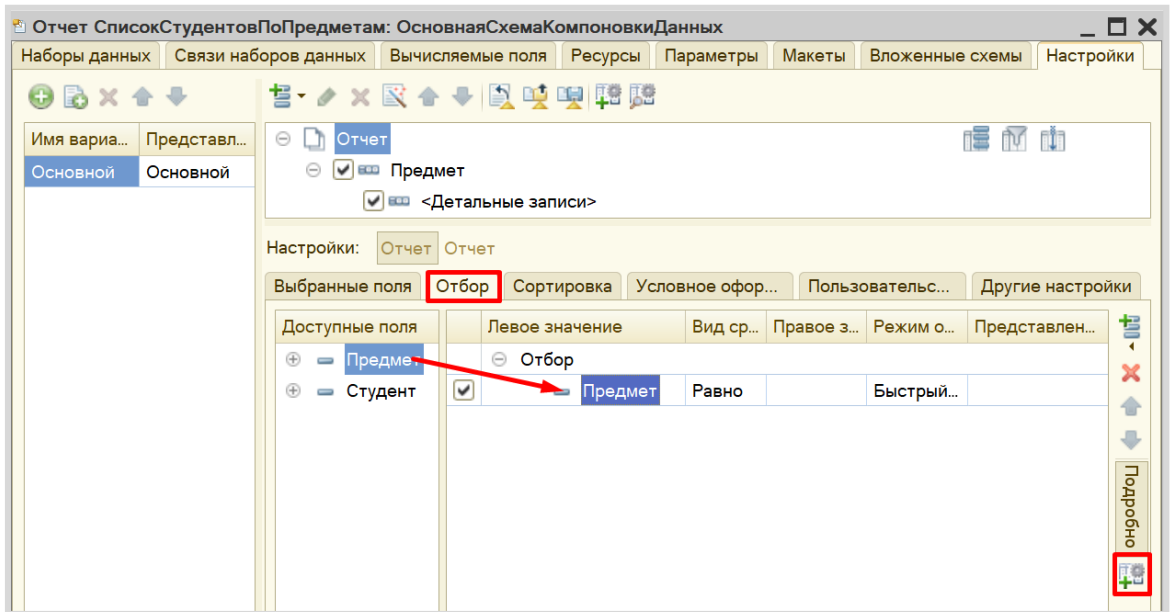 Отчет СписокСтудентовПоПредметам: ОсновнаяСхемаКомпоновкиДанных
Наборы данных Связи наборов данных Вычисляемые поля Ресурсы Параметры Макеты Вложенные схемы Настройки
Имя вариа... Представл...
Основной Основной
Отчет
Предмет
<Детальные записи>
Настройки: Отчет Отчет
Выбранные поля Отбор Сортировка Условное офор... Пользовательс... Другие настройки
Доступные поля Левое значение Вид ср... Правое з... Режим о... Представлен...
Предмет Отбор
Студент Предмет Равно Быстрый...
Подробно